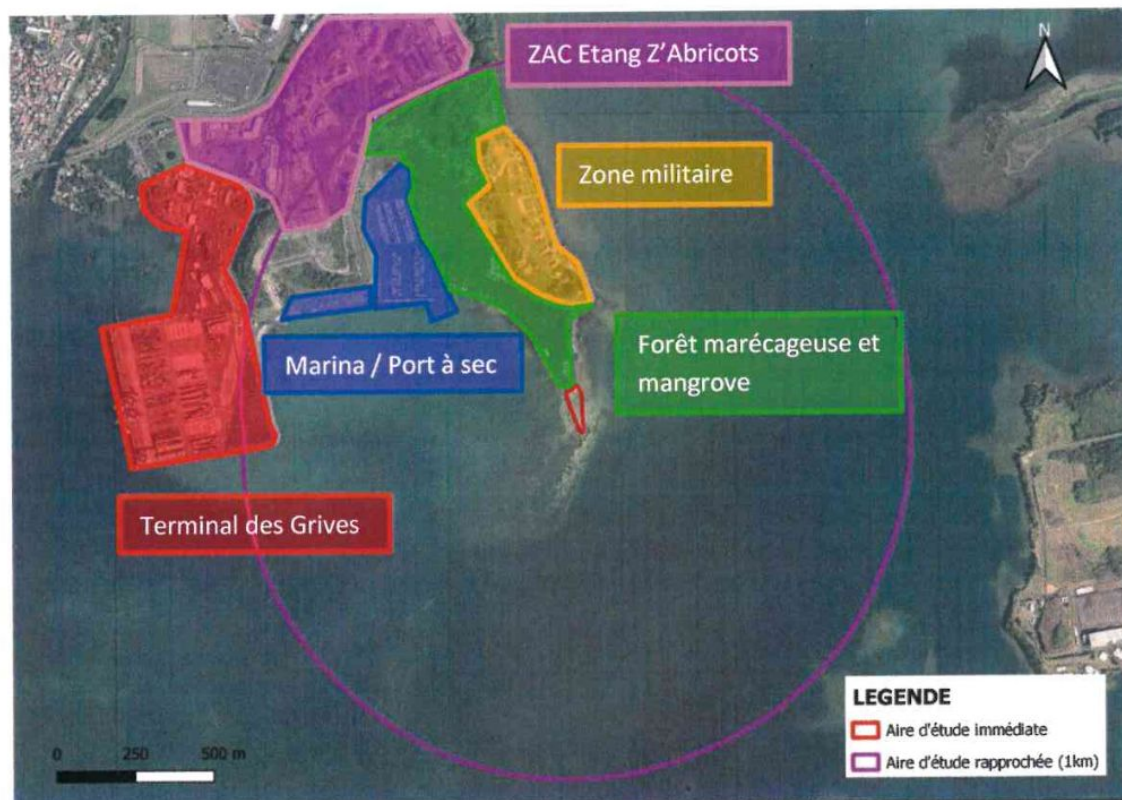 ZAC Etang Z'Abricots
N
Zone militaire
Marina / Port à sec
Forêt marécageuse et
mangrove
Terminal des Grives
LEGENDE
Aire d'étude immédiate
Aire d'étude rapprochée (1km)
0 250 500 m